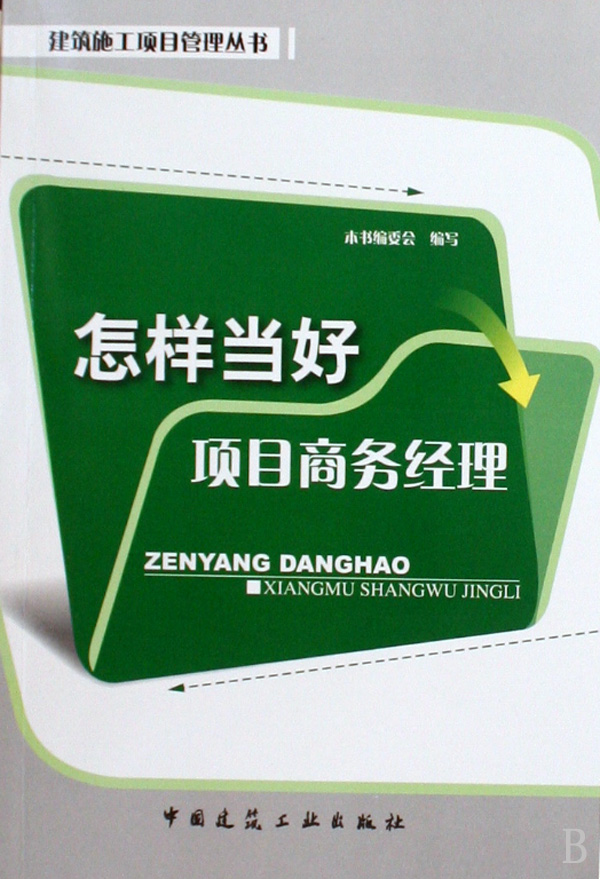 建筑施工项目管理丛书
本书编委会 编写
怎样当好
项目商务经理
ZENYANG DANGHAO
XIANGMU SHANGWU JINGLI
中国建筑工业出版社
B